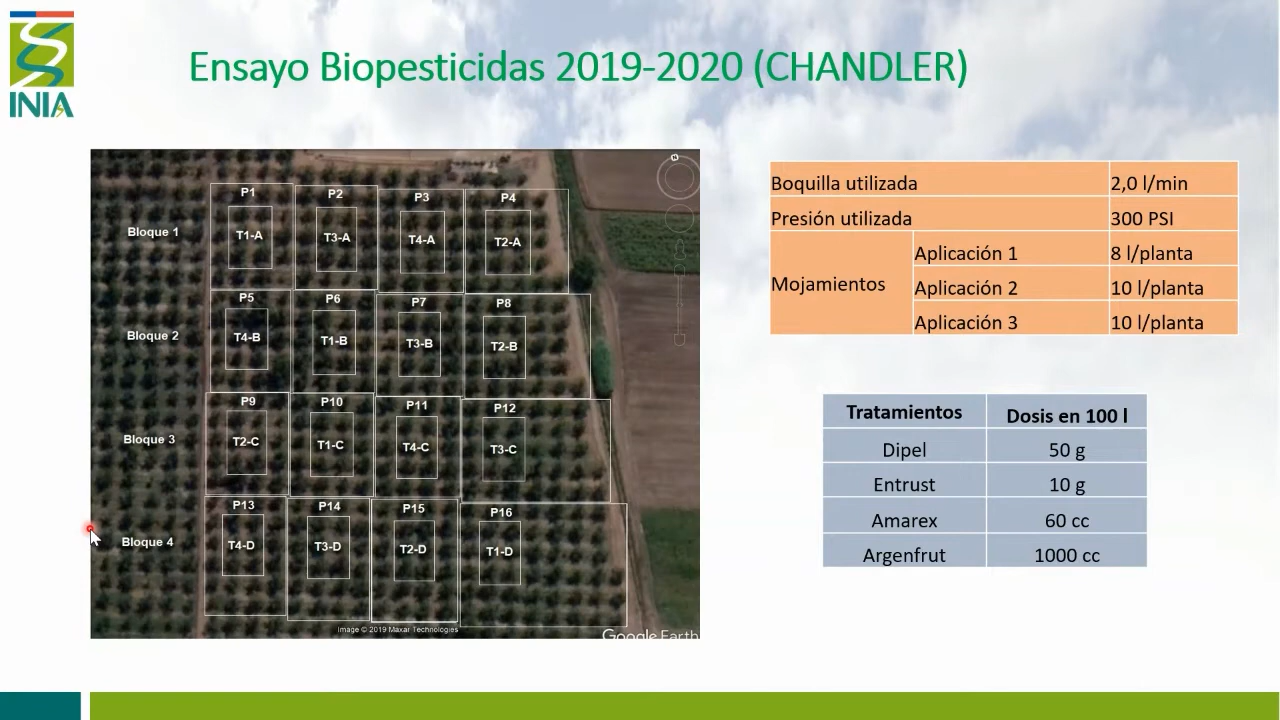 INIA
Ensayo Biopesticidas 2019-2020 (CHANDLER)
P1 P2 P3 P4
Bloque 1 T1-A T3-A T4-A T2-A
P5 P6 P7 P8
Bloque 2 T4-B T1-B T3-B T2-B
P9 P10 P11 P12
Bloque 3 T2-C T1-C T4-C T3-C
P13 P14 P15 P16
Bloque 4 T4-D T3-D T2-D T1-D
Image © 2019 Maxar Technologies
Google Earth
Boquilla utilizada 2,0 l/min
Presión utilizada 300 PSI
Mojamientos
Aplicación 1 8 l/planta
Aplicación 2 10 l/planta
Aplicación 3 10 l/planta
Tratamientos Dosis en 100 l
Dipel 50 g
Entrust 10 g
Amarex 60 cc
Argenfrut 1000 cc